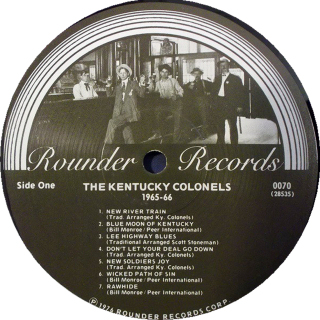 Rounder Records
Side One
THE KENTUCKY COLONELS
1965-66
0070
(28535)
1. NEW RIVER TRAIN
(Trad. Arranged Ky. Colonels)
2. BLUE MOON OF KENTUCKY
(Bill Monroe/Peer International)
3. LEE HIGHWAY BLUES
(Traditional Arranged Scott Stoneman)
4. DON'T LET YOUR DEAL GO DOWN
(Trad. Arranged Ky. Colonels)
5. NEW SOLDIERS JOY
(Trad. Arranged Ky. Colonels)
6. WICKED PATH OF SIN
(Bill Monroe/Peer International)
7. RAWHIDE
(Bill Monroe/Peer International)
Ⓟ 1974 ROUNDER RECORDS CORP